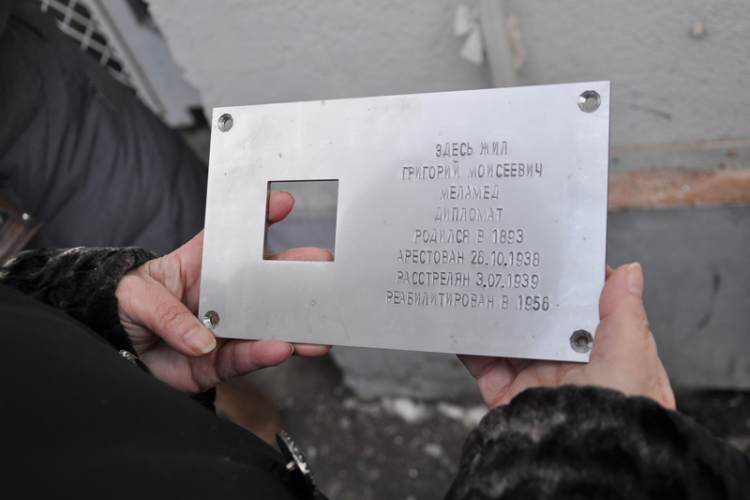 ЗДЕСЬ ЖИЛ
ГРИГОРИЙ МОИСЕЕВИЧ
МЕЛАМЕД
ДИПЛОМАТ
РОДИЛСЯ В 1893
АРЕСТОВАН 26.10.1938
РАССТРЕЛЯН 3.07.1939
РЕАБИЛИТИРОВАН В 1956